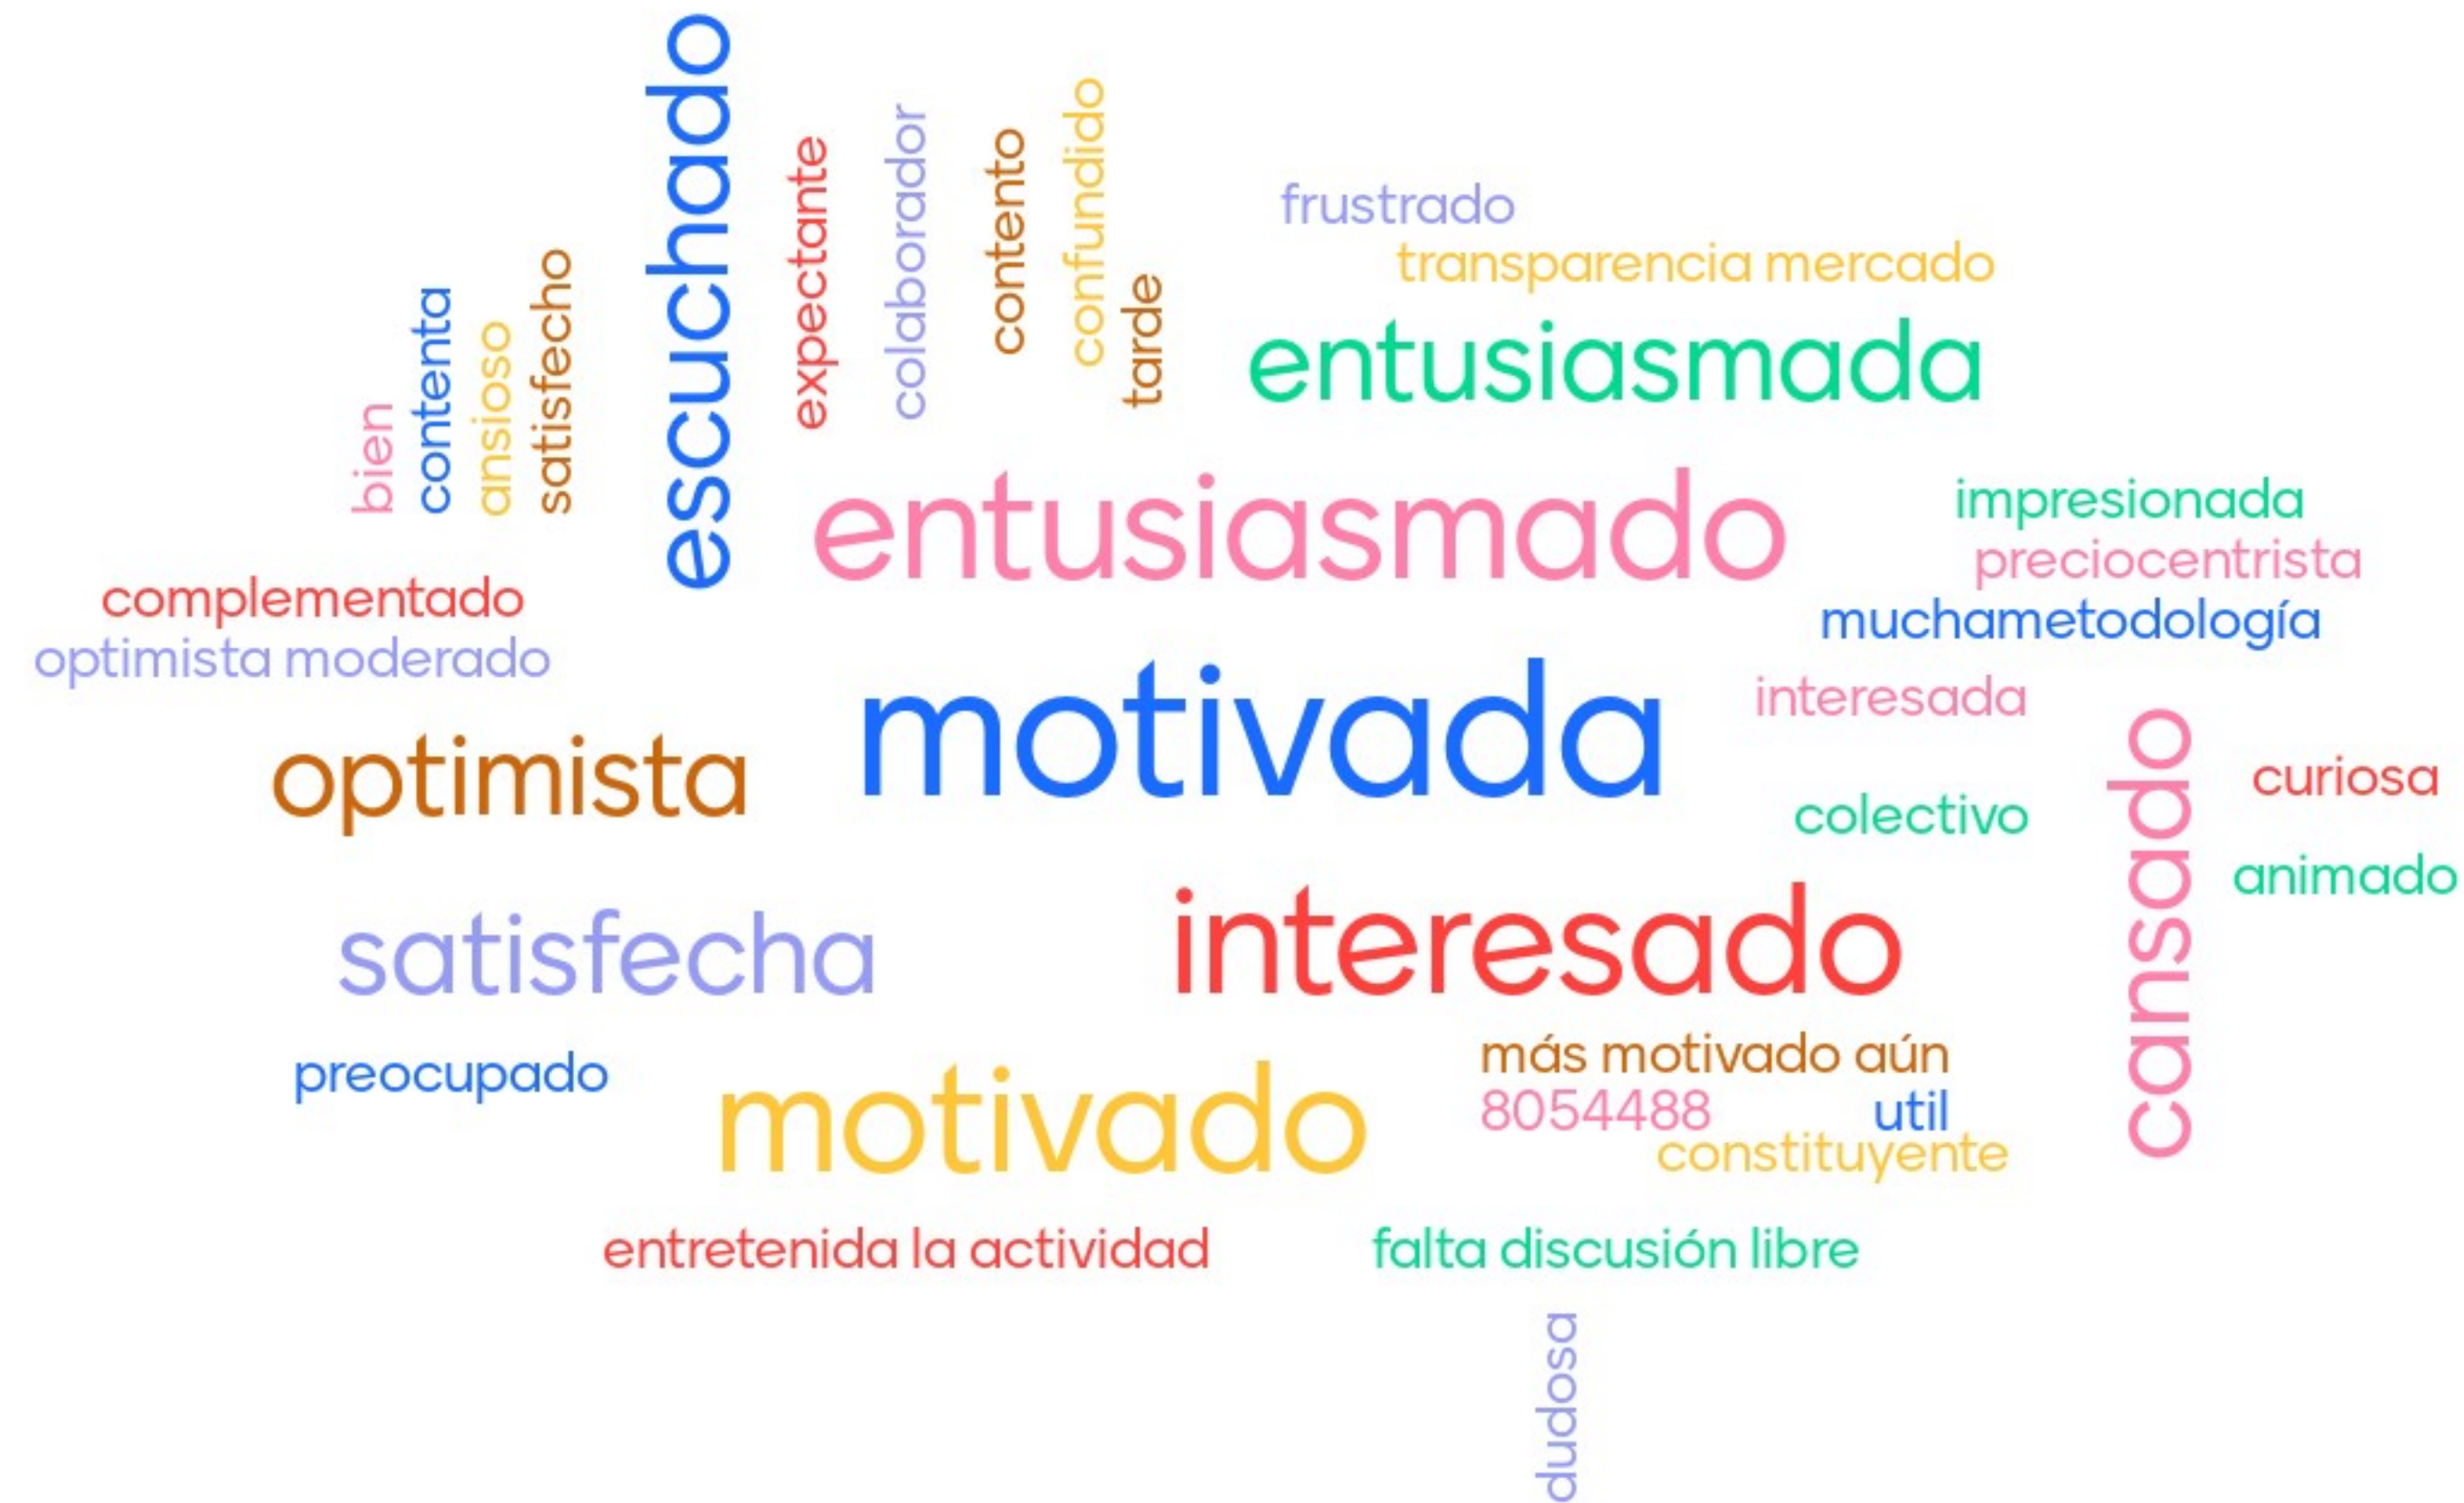 escuchado
expectante
colaborador
contento
confundido
tarde
frustrado
transparencia mercado
bien
contenta
ansioso
satisfecho
entusiasmada
entusiasmado
impresionada
preciocentrista
muchametodología
complementado
optimista moderado
motivada
interesada
optimista
cansado
curiosa
colectivo
animado
satisfecha
interesado
preocupado
motivado
más motivado aún
8054488
util
constituyente
entretenida la actividad
falta discusión libre
dudosa